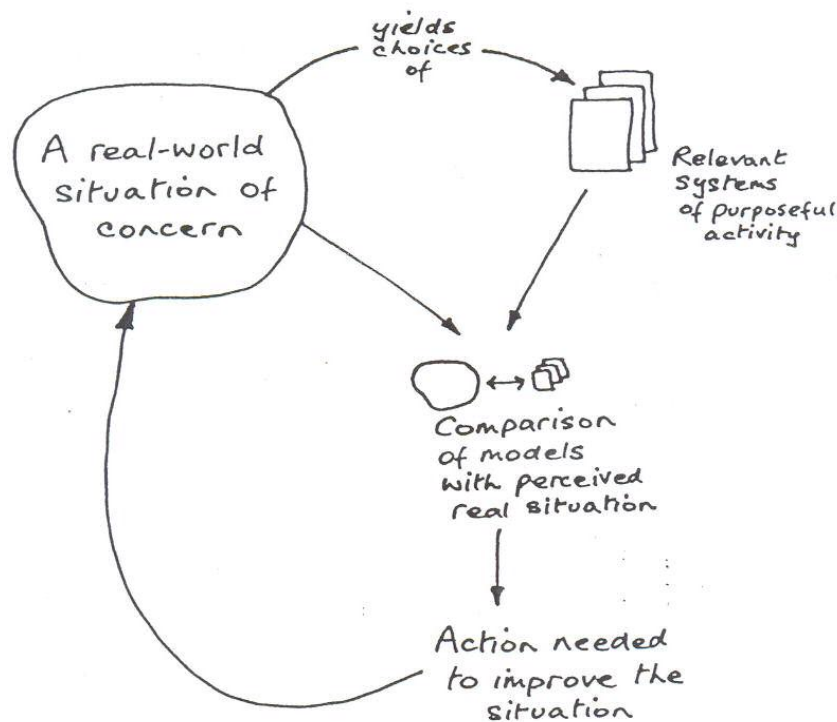 yields
choices
of
A real-world
situation of
concern
Relevant
systems
of purposeful
activity
Comparison
of models
with perceived
real situation
Action needed
to improve the
situation